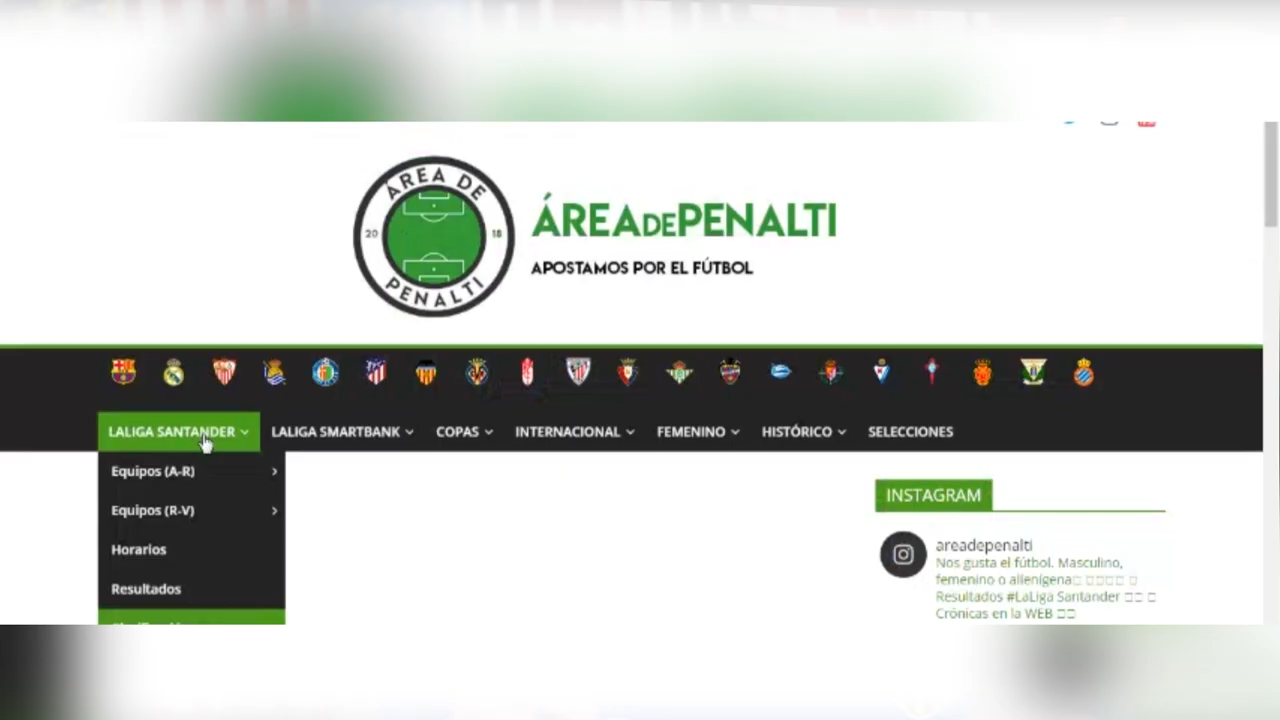 ÁREA DE
20 18
PENALTI
ÁREADEPENALTI
APOSTAMOS POR EL FÚTBOL
LALIGA SANTANDER LALIGA SMARTBANK COPAS INTERNACIONAL FEMENINO HISTÓRICO SELECCIONES
Equipos (A-R)
Equipos (R-V)
Horarios
Resultados
INSTAGRAM
areadepenalti
Nos gusta el fútbol. Masculino,
femenino o alienígena
Resultados #LaLiga Santander
Crónicas en la WEB